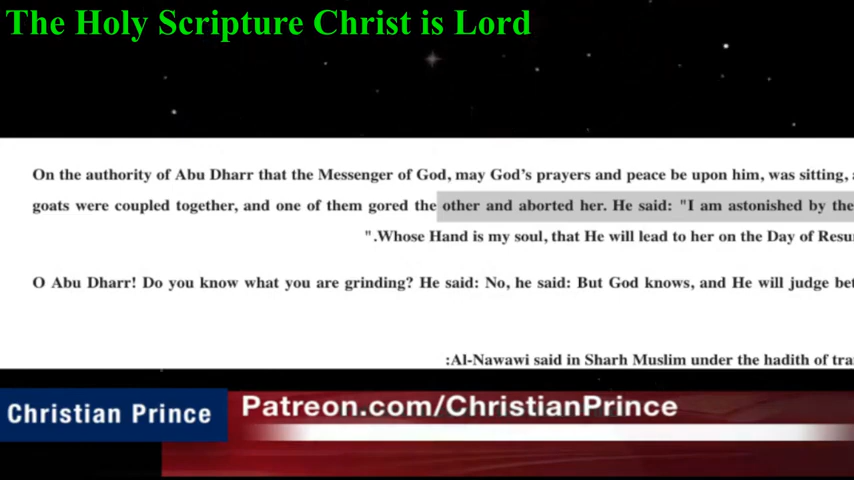 The Holy Scripture Christ is Lord
On the authority of Abu Dharr that the Messenger of God, may God's prayers and peace be upon him, was sitting,
goats were coupled together, and one of them gored the other and aborted her. He said: "I am astonished by the
".Whose Hand is my soul, that He will lead to her on the Day of Resu
O Abu Dharr! Do you know what you are grinding? He said: No, he said: But God knows, and He will judge bet
:Al-Nawawi said in Sharh Muslim under the hadith of tra
Christian Prince
Patreon.com/ChristianPrince